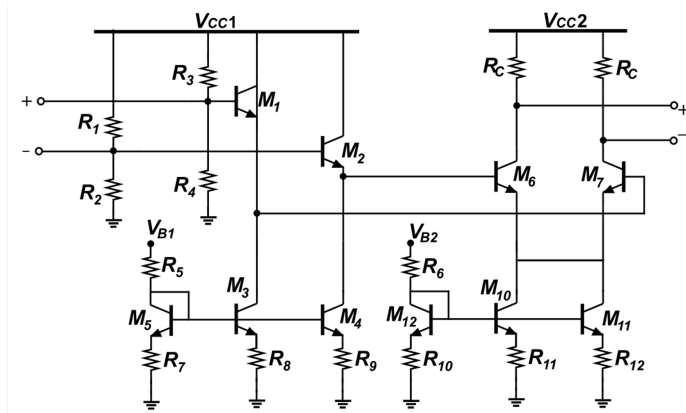 VCC1
VCC2
R3
RC
RC
+
M1
+
R1
−
−
M2
R2
R4
M6
M7
VB1
VB2
R5
R6
M3
M10
M5
M4
M12
M11
R7
R8
R9
R10
R11
R12